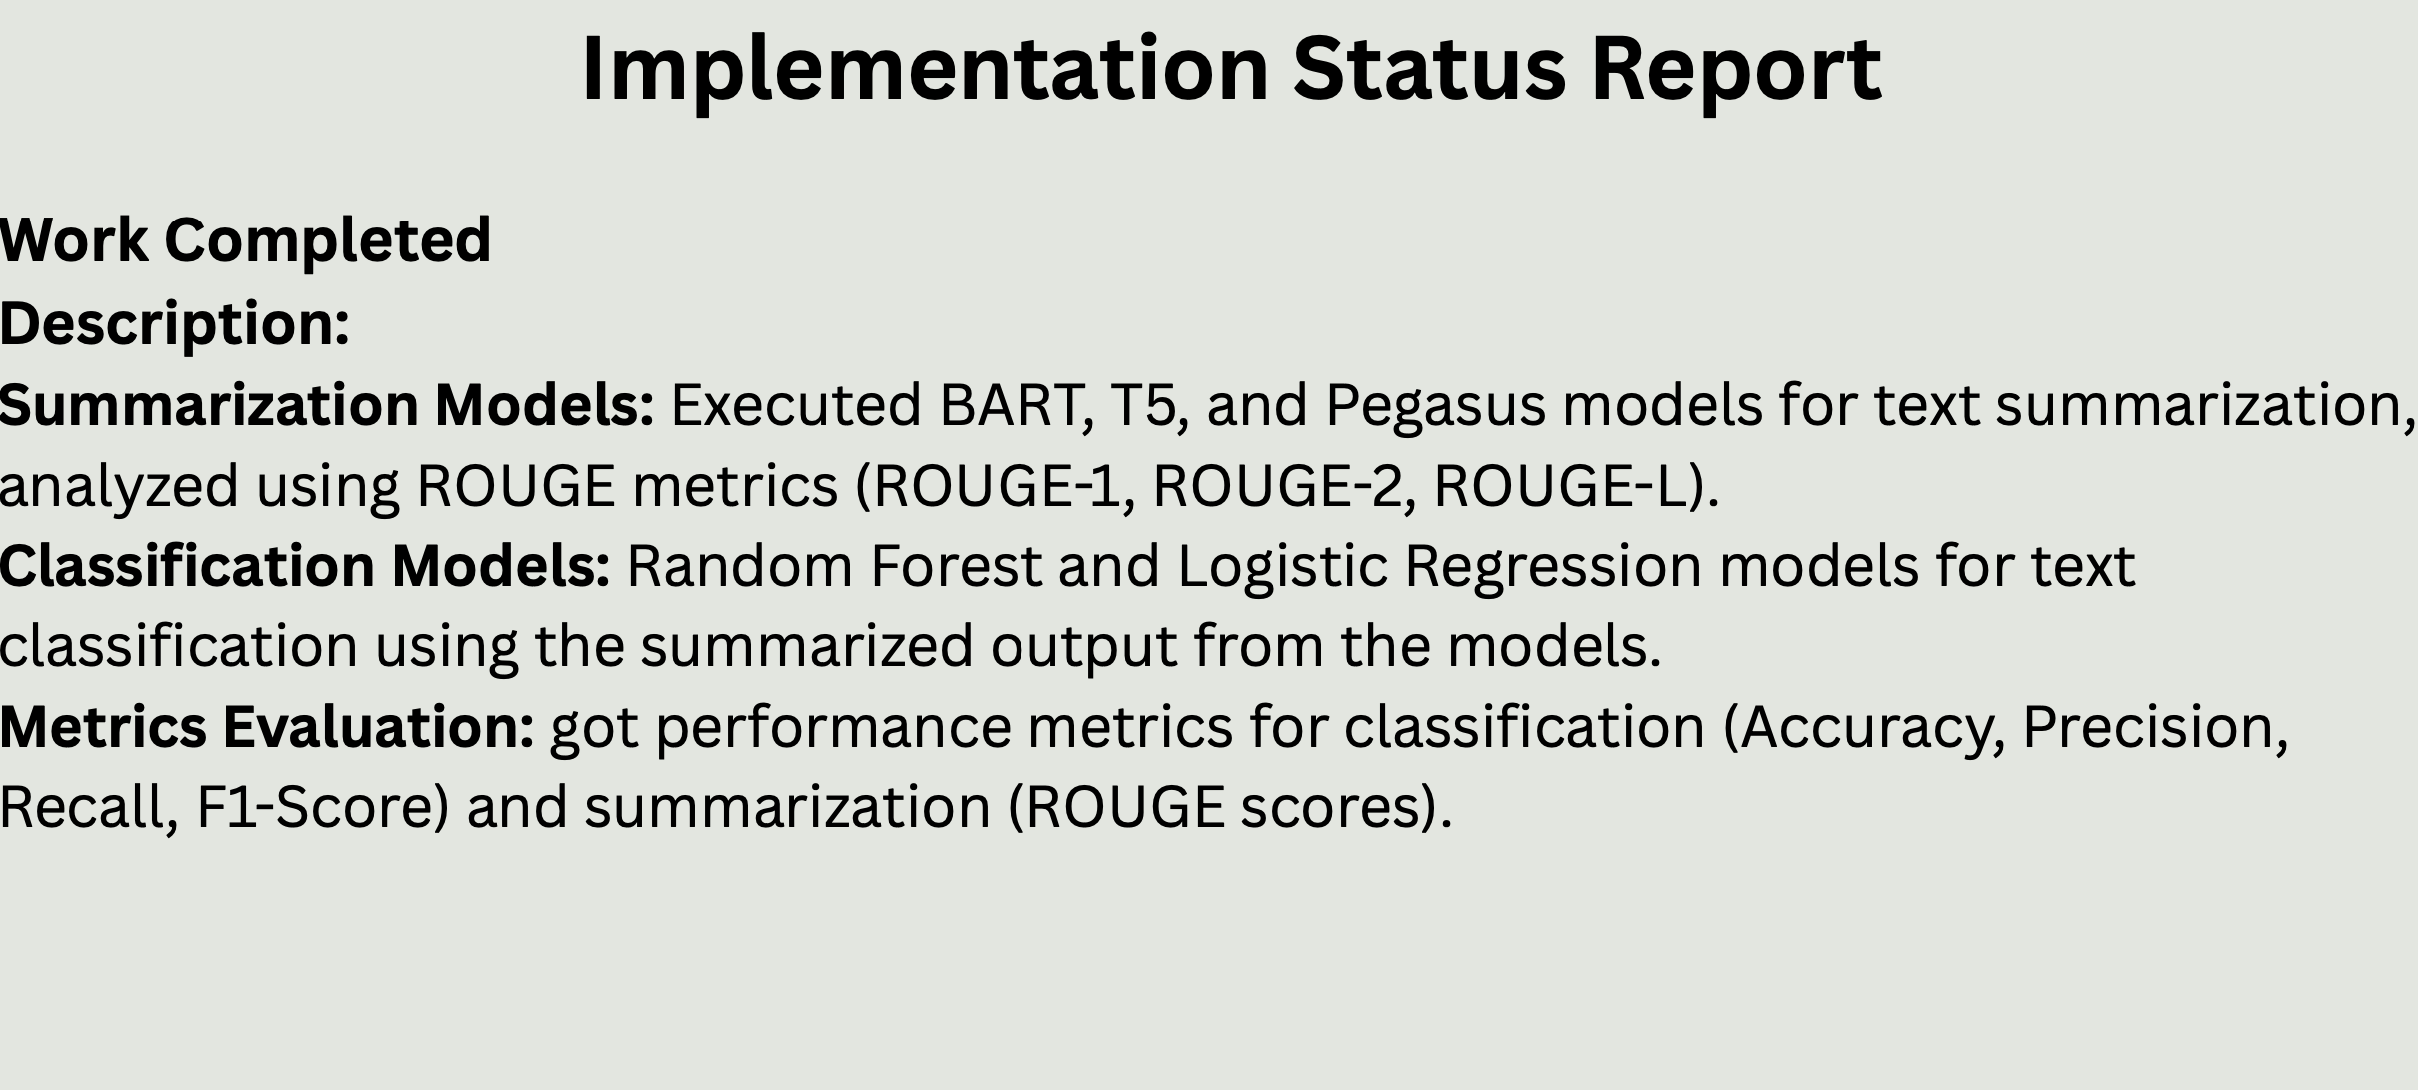 Implementation Status Report
Work Completed
Description:
Summarization Models: Executed BART, T5, and Pegasus models for text summarization,
analyzed using ROUGE metrics (ROUGE-1, ROUGE-2, ROUGE-L).
Classification Models: Random Forest and Logistic Regression models for text
classification using the summarized output from the models.
Metrics Evaluation: got performance metrics for classification (Accuracy, Precision,
Recall, F1-Score) and summarization (ROUGE scores).